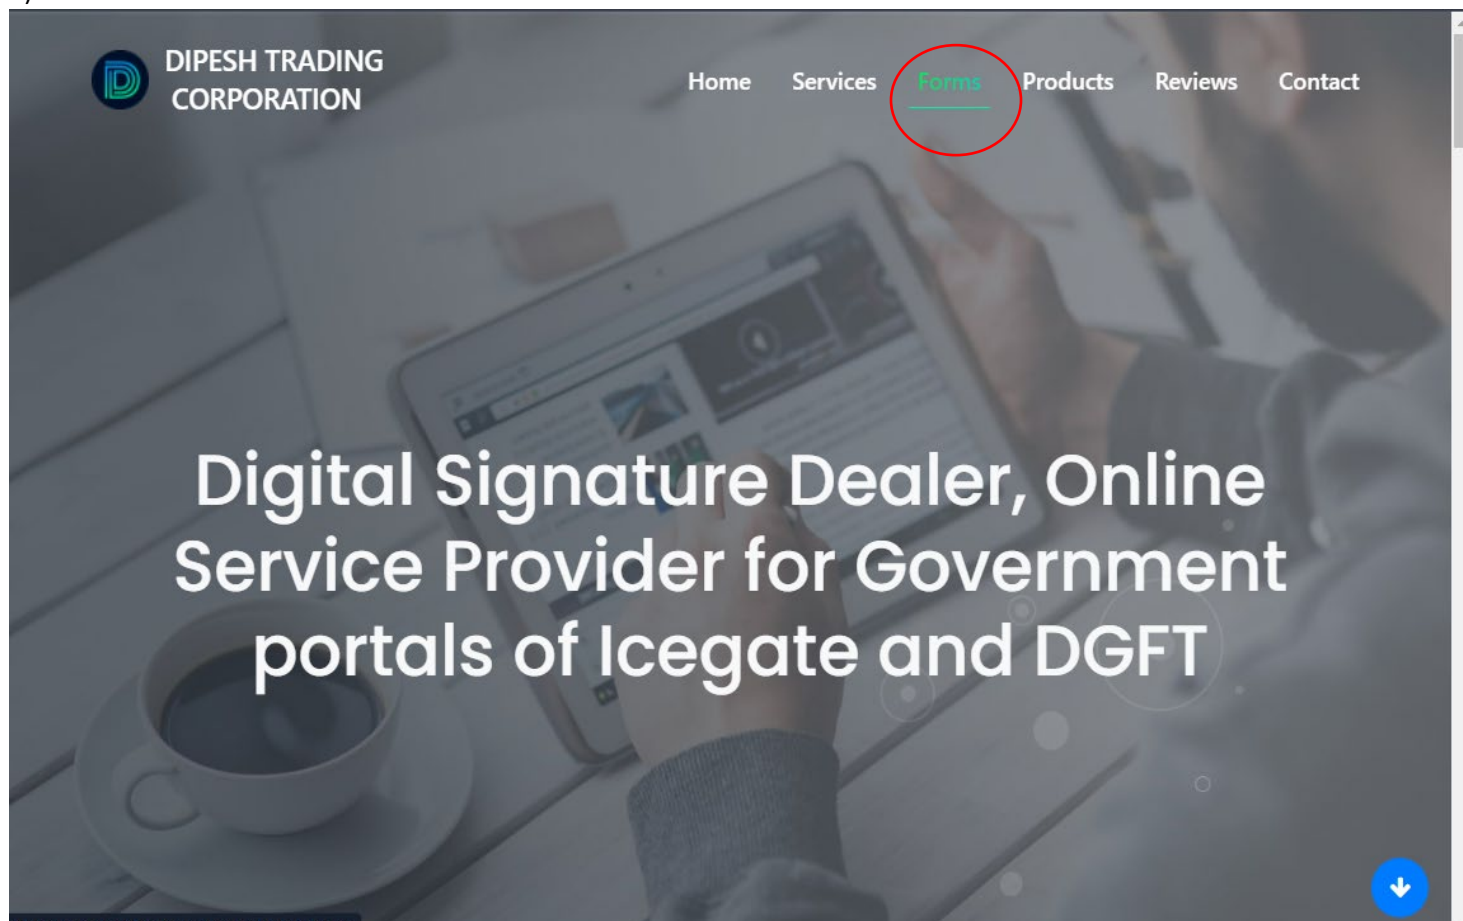 DIPESH TRADING
CORPORATION
Home Services Forms Products Reviews Contact
Digital Signature Dealer, Online
Service Provider for Government
portals of Icegate and DGFT